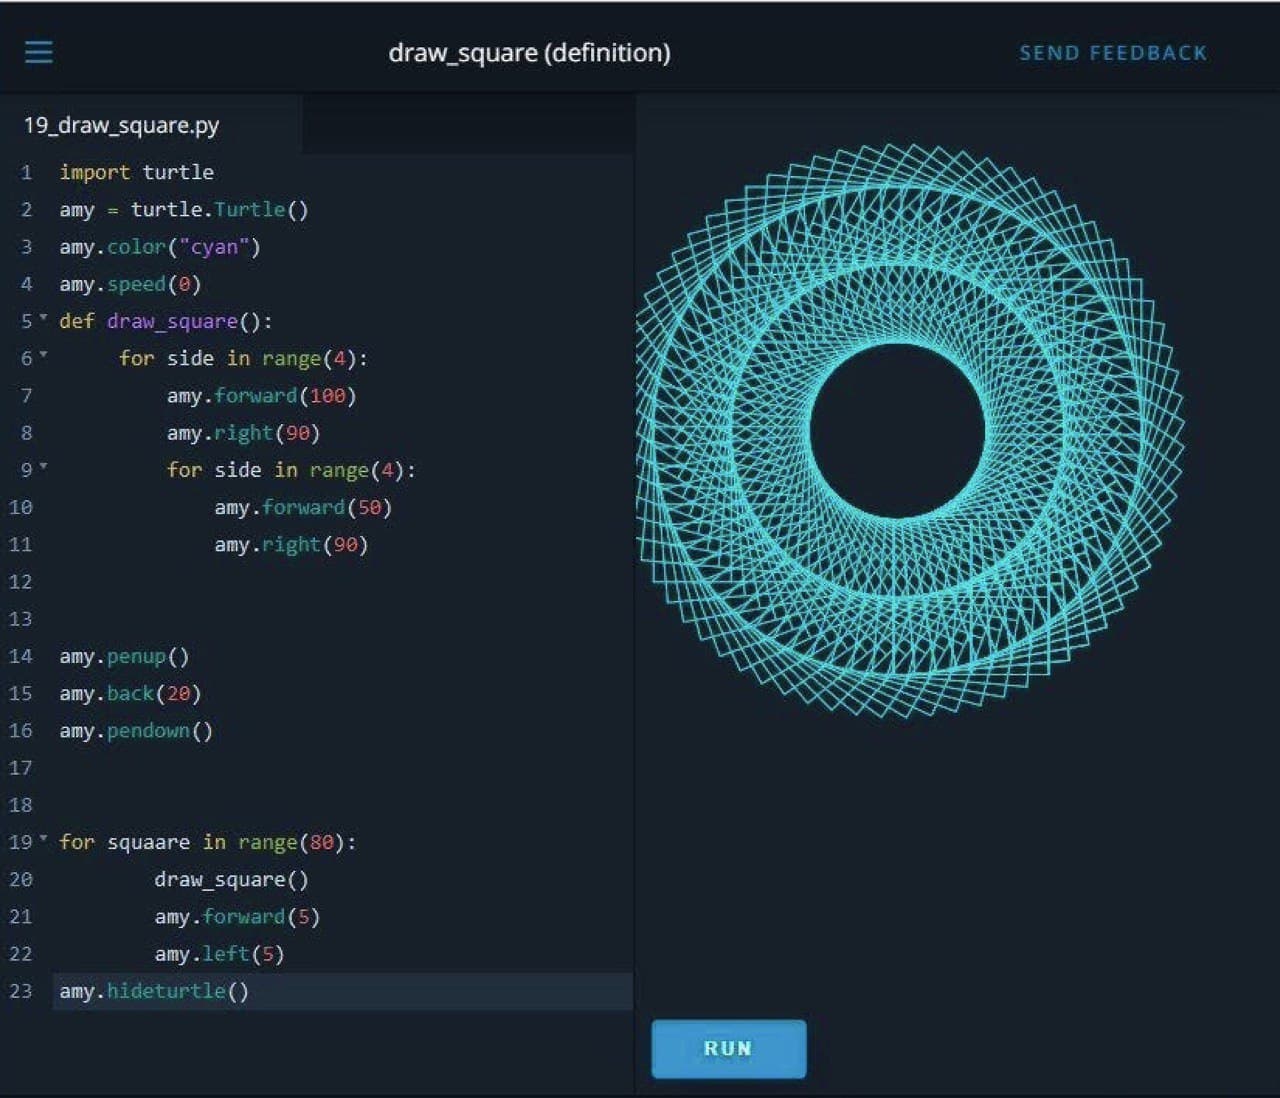 draw_square (definition)
SEND FEEDBACK
19_draw_square.py
1 import turtle
2 amy = turtle.Turtle()
3 amy.color("cyan")
4 amy.speed(0)
5 def draw_square():
6 for side in range(4):
7 amy.forward(100)
8 amy.right(90)
9 for side in range(4):
10 amy.forward(50)
11 amy.right(90)
12
13
14 amy.penup()
15 amy.back(20)
16 amy.pendown()
17
18
19 for squaare in range(80):
20 draw_square()
21 amy.forward(5)
22 amy.left(5)
23 amy.hideturtle()
RUN